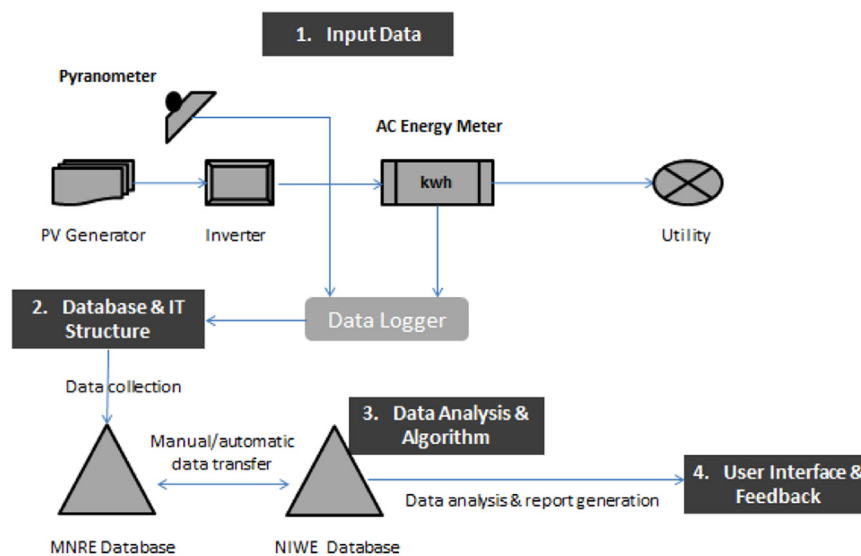 1. Input Data
Pyranometer
AC Energy Meter
kwh
PV Generator
Inverter
Utility
2. Database & IT
Structure
Data Logger
Data collection
3. Data Analysis &
Algorithm
Manual/automatic
data transfer
4. User Interface &
Feedback
Data analysis & report generation
MNRE Database
NIWE Database